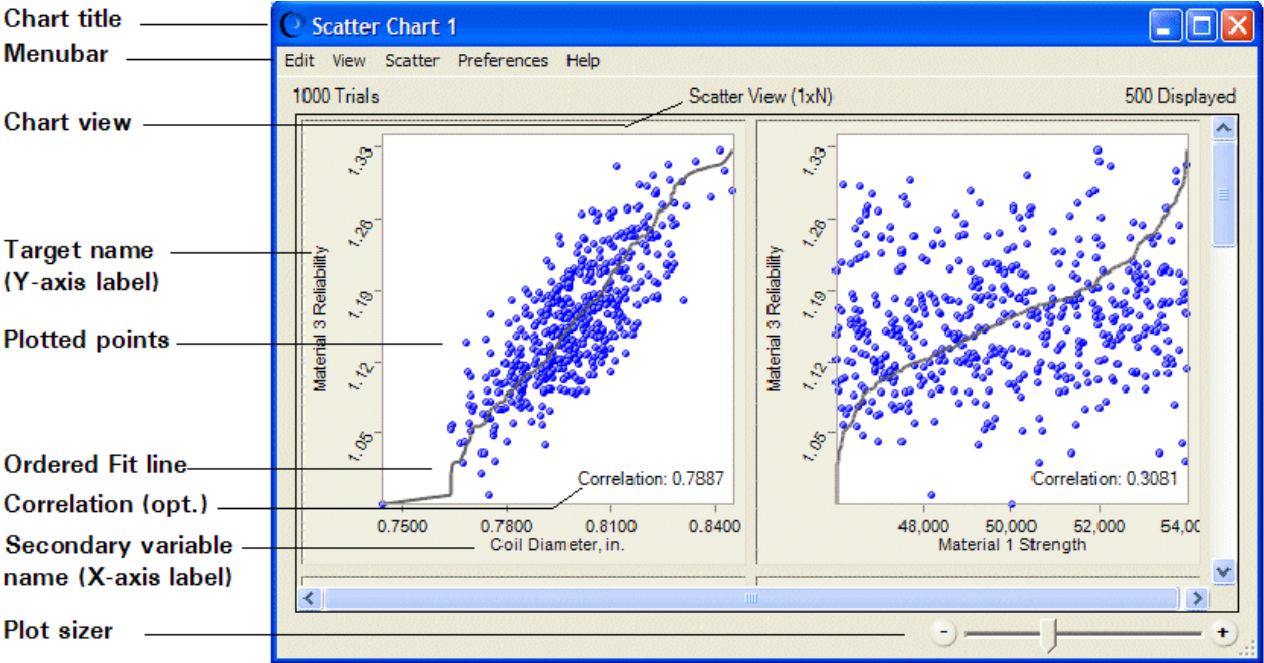 Chart title
Scatter Chart 1
Menubar
Edit View Scatter Preferences Help
1000 Trials
Scatter View (1xN)
500 Displayed
Chart view
Target name
(Y-axis label)
Plotted points
Ordered Fit line
Correlation (opt.)
Secondary variable
name (X-axis label)
Plot sizer
Material 3 Reliability
1.33
1.26
1.19
1.12
1.05
Correlation: 0.7887
0.7500 0.7800 0.8100 0.8400
Coil Diameter, in.
Material 3 Reliability
1.33
1.26
1.19
1.12
1.05
Correlation: 0.3081
48,000 50,000 52,000 54,00
Material 1 Strength
- +